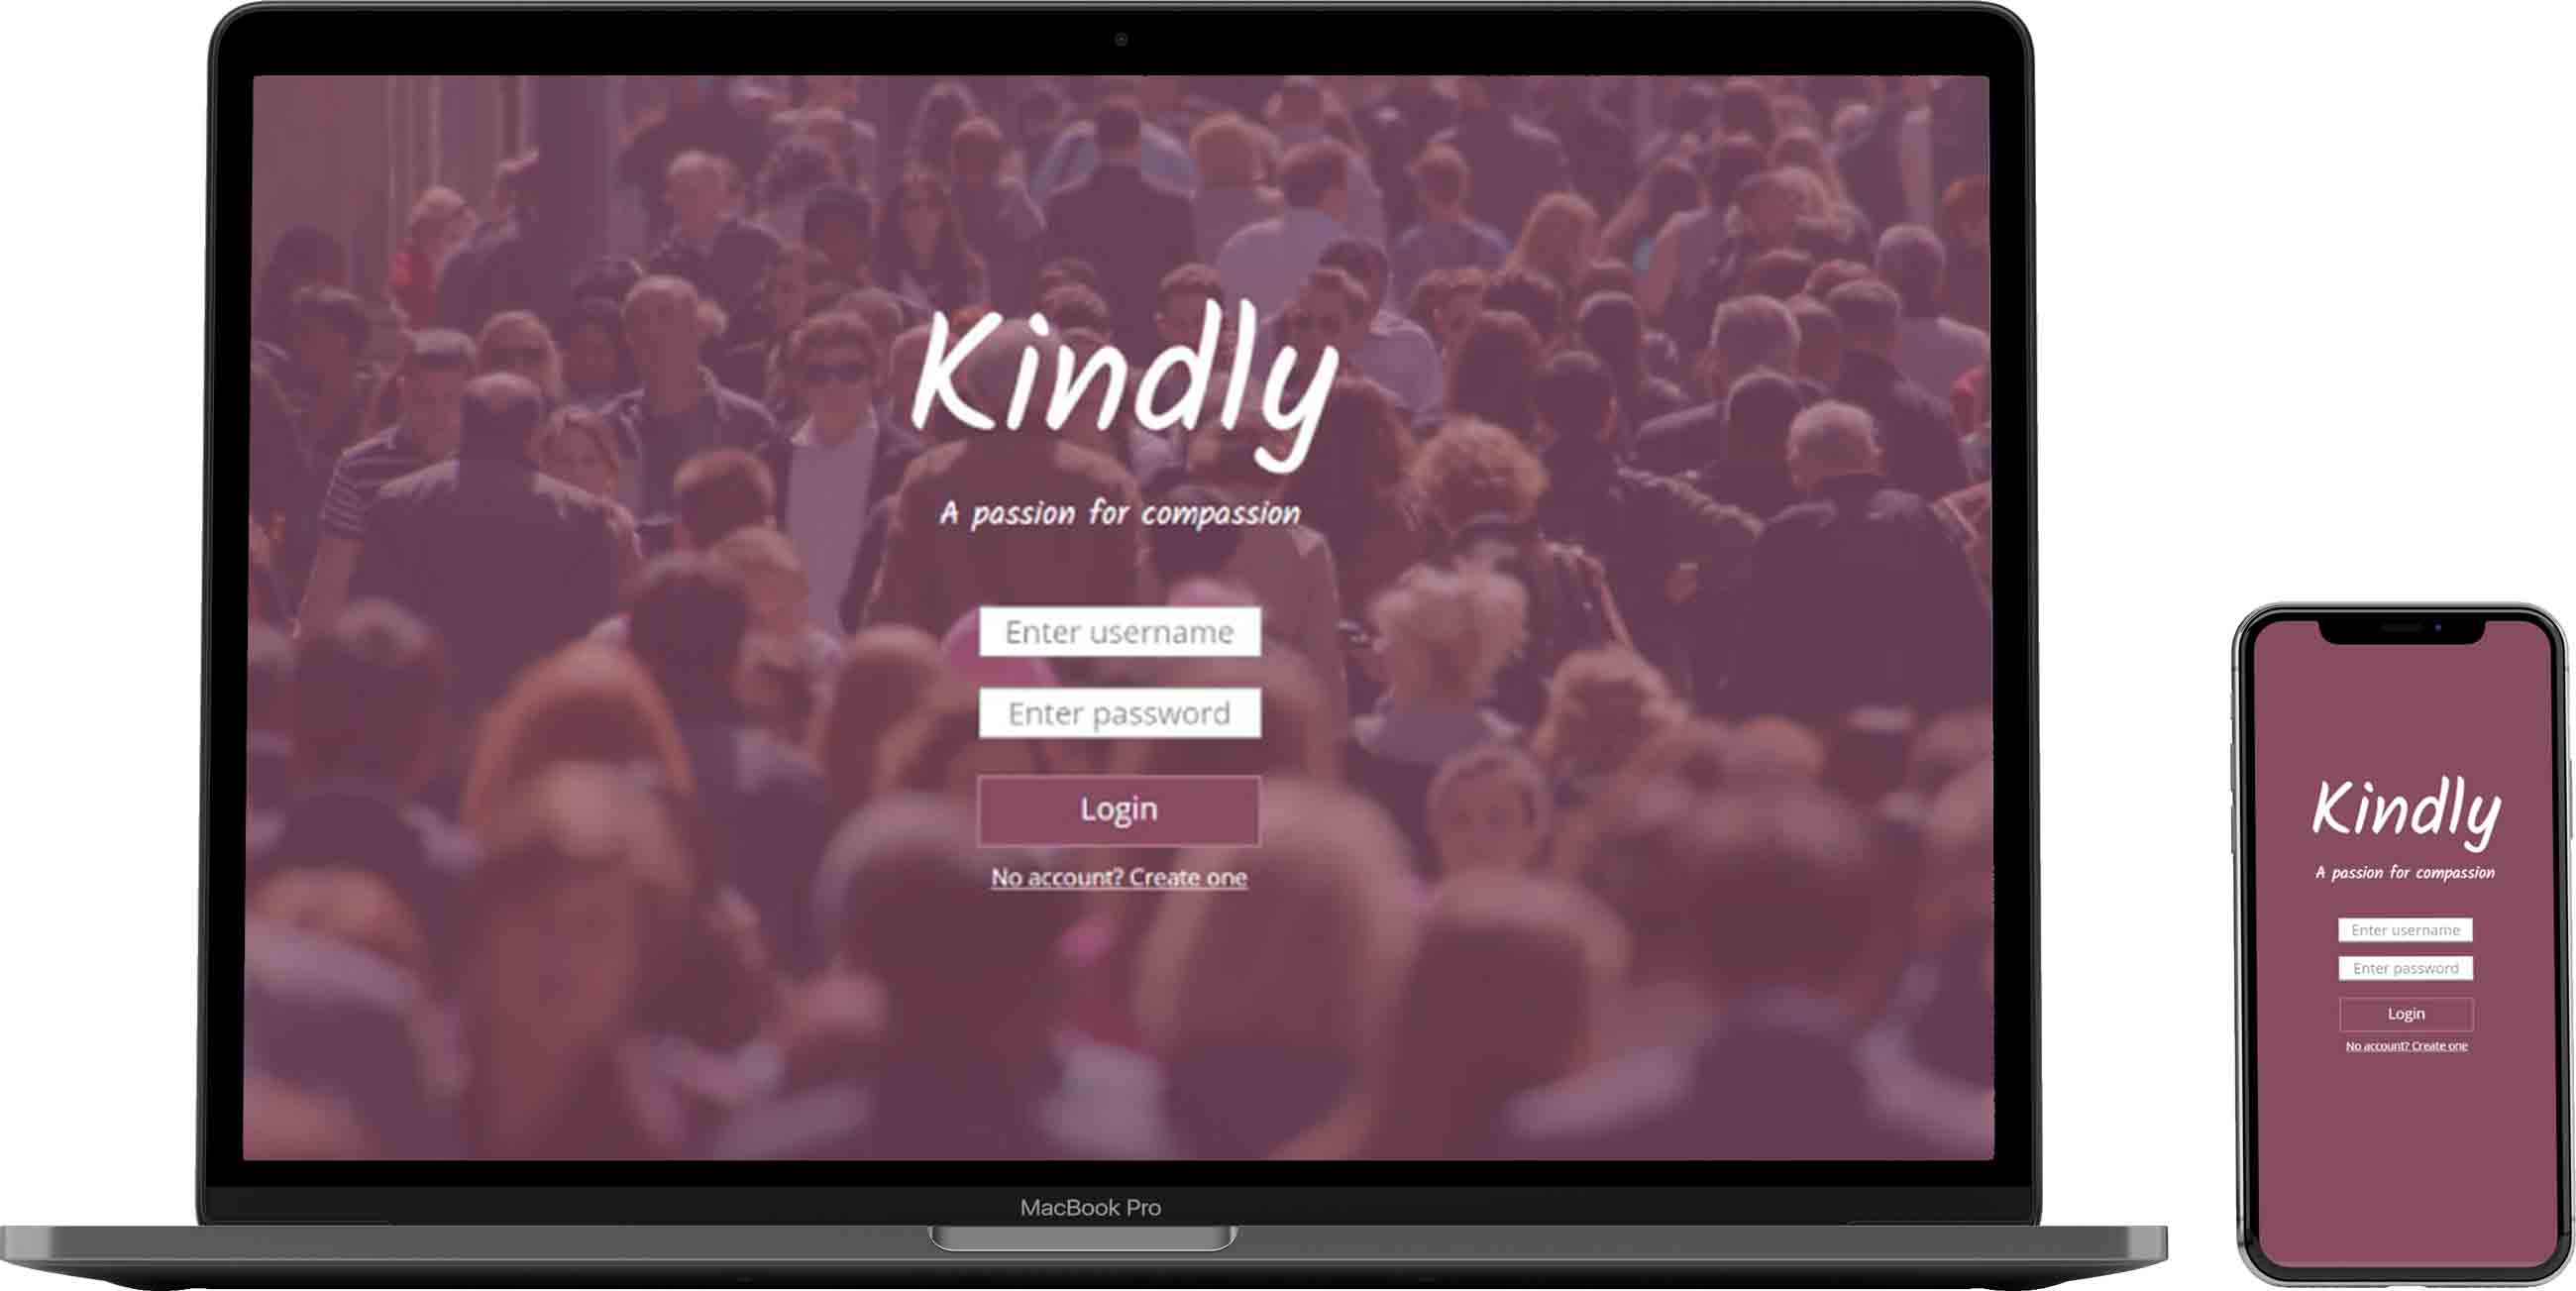 Kindly
A passion for compassion
Enter username
Enter password
Login
No account? Create one
MacBook Pro
Kindly
A passion for compassion
Enter username
Enter password
Login
No account? Create one